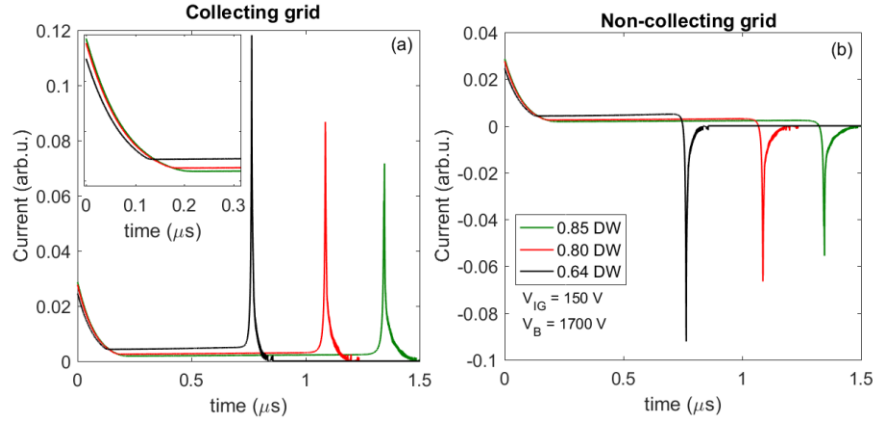 Collecting grid
(a)
Current (arb.u.)
0.12
0.1
0.08
0.06
0.04
0.02
0
0 0.1 0.2 0.3
time (μs)
0 0.5 1 1.5
time (μs)
Non-collecting grid
(b)
Current (arb.u.)
0.04
0.02
0
-0.02
-0.04
-0.06
-0.08
-0.1
0.85 DW
0.80 DW
0.64 DW
V_IG = 150 V
V_B = 1700 V
0 0.5 1 1.5
time (μs)